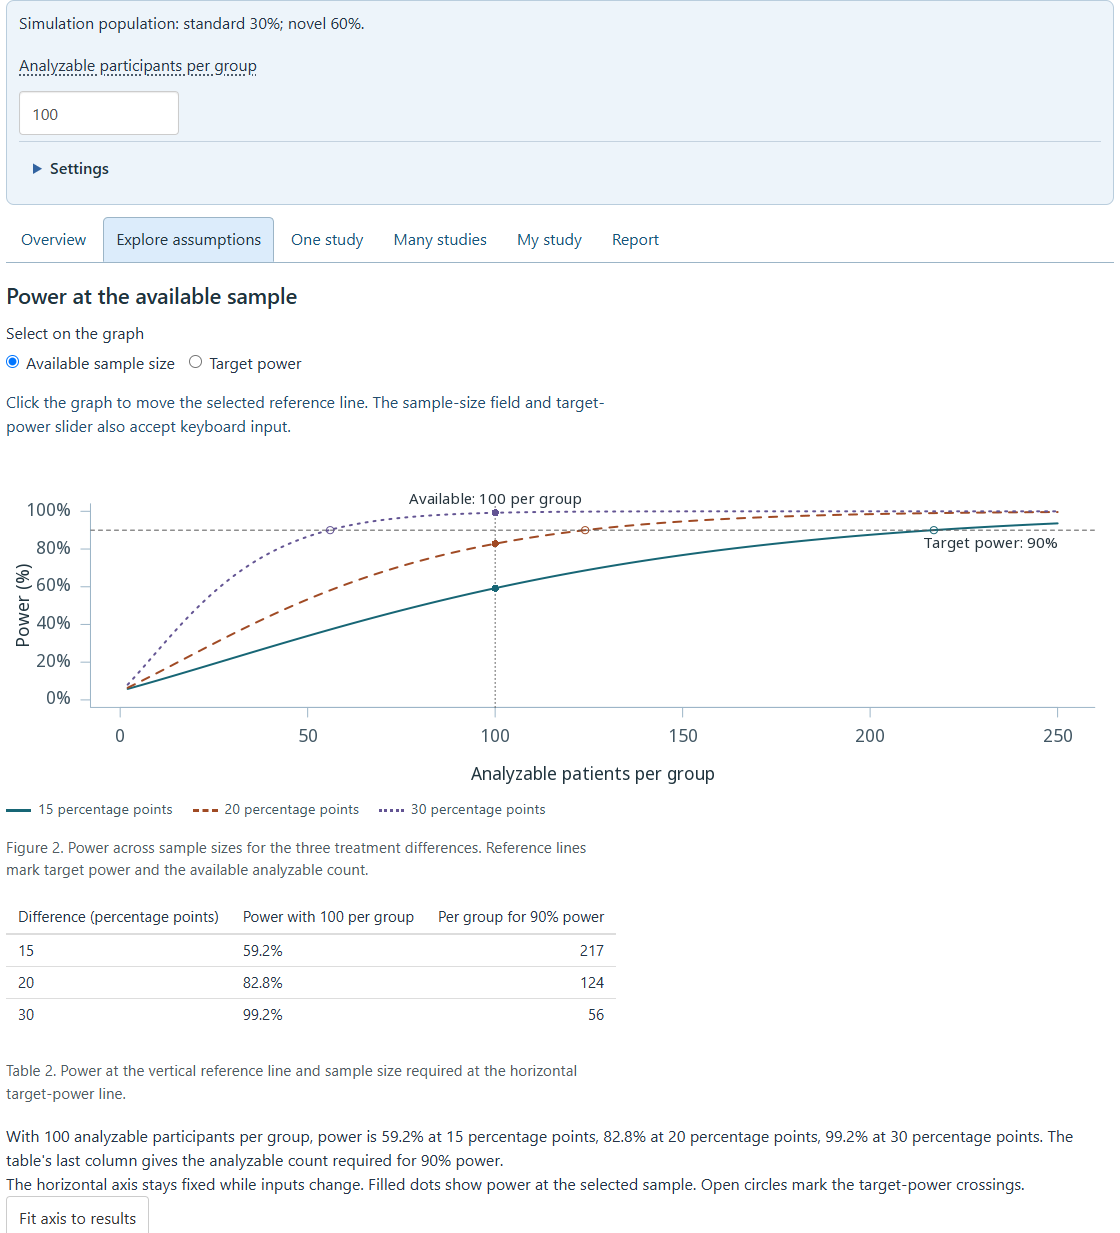 Simulation population: standard 30%; novel 60%.
Analyzable participants per group
100
Settings
Overview
Explore assumptions
One study
Many studies
My study
Report
Power at the available sample
Select on the graph
Available sample size
Target power
Click the graph to move the selected reference line. The sample-size field and target-
power slider also accept keyboard input.
Available: 100 per group
100%
80%
60%
40%
20%
0%
Power (%)
Target power: 90%
0
50
100
150
200
250
Analyzable patients per group
15 percentage points
20 percentage points
30 percentage points
Figure 2. Power across sample sizes for the three treatment differences. Reference lines
mark target power and the available analyzable count.
Difference (percentage points) Power with 100 per group Per group for 90% power
15 59.2% 217
20 82.8% 124
30 99.2% 56
Table 2. Power at the vertical reference line and sample size required at the horizontal
target-power line.
With 100 analyzable participants per group, power is 59.2% at 15 percentage points, 82.8% at 20 percentage points, 99.2% at 30 percentage points. The
table's last column gives the analyzable count required for 90% power.
The horizontal axis stays fixed while inputs change. Filled dots show power at the selected sample. Open circles mark the target-power crossings.
Fit axis to results